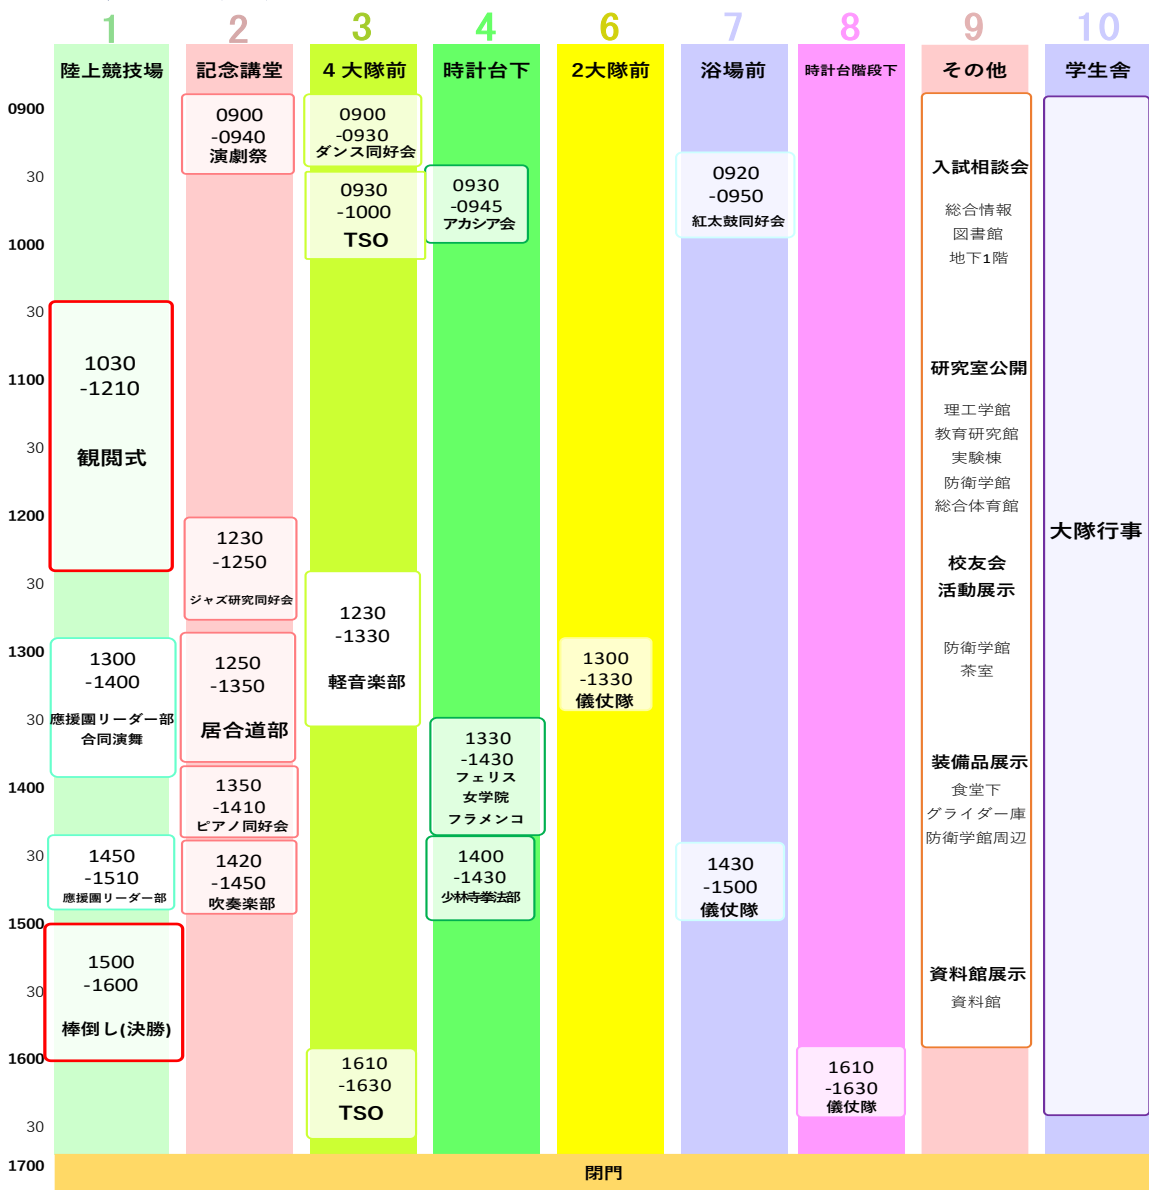 1
2
3
4
6
7
8
9
10
陸上競技場
記念講堂
4 大隊前
時計台下
2大隊前
浴場前
時計台階段下
その他
学生舎
0900
30
1000
30
1100
30
1200
30
1300
30
1400
30
1500
30
1600
30
1700
1030
-1210
観閲式
1300
-1400
應援團リーダー部
合同演舞
1450
-1510
應援團リーダー部
1500
-1600
棒倒し(決勝)
0900
-0940
演劇祭
1230
-1250
ジャズ研究同好会
1250
-1350
居合道部
1350
-1410
ピアノ同好会
1420
-1450
吹奏楽部
0900
-0930
ダンス同好会
0930
-1000
TSO
1230
-1330
軽音楽部
1610
-1630
TSO
0930
-0945
アカシア会
1330
-1430
フェリス
女学院
フラメンコ
1400
-1430
少林寺拳法部
1300
-1330
儀仗隊
0920
-0950
紅太鼓同好会
1430
-1500
儀仗隊
1610
-1630
儀仗隊
入試相談会
総合情報
図書館
地下1階
研究室公開
理工学館
教育研究館
実験棟
防衛学館
総合体育館
校友会
活動展示
防衛学館
茶室
装備品展示
食堂下
グライダー庫
防衛学館周辺
資料館展示
資料館
大隊行事
閉門